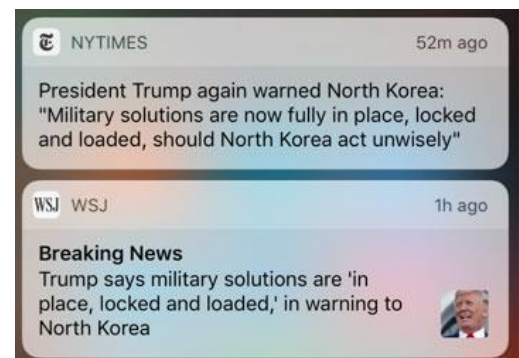 NYTIMES 52m ago
President Trump again warned North Korea:
"Military solutions are now fully in place, locked
and loaded, should North Korea act unwisely"
WSJ WSJ 1h ago
Breaking News
Trump says military solutions are 'in
place, locked and loaded,' in warning to
North Korea